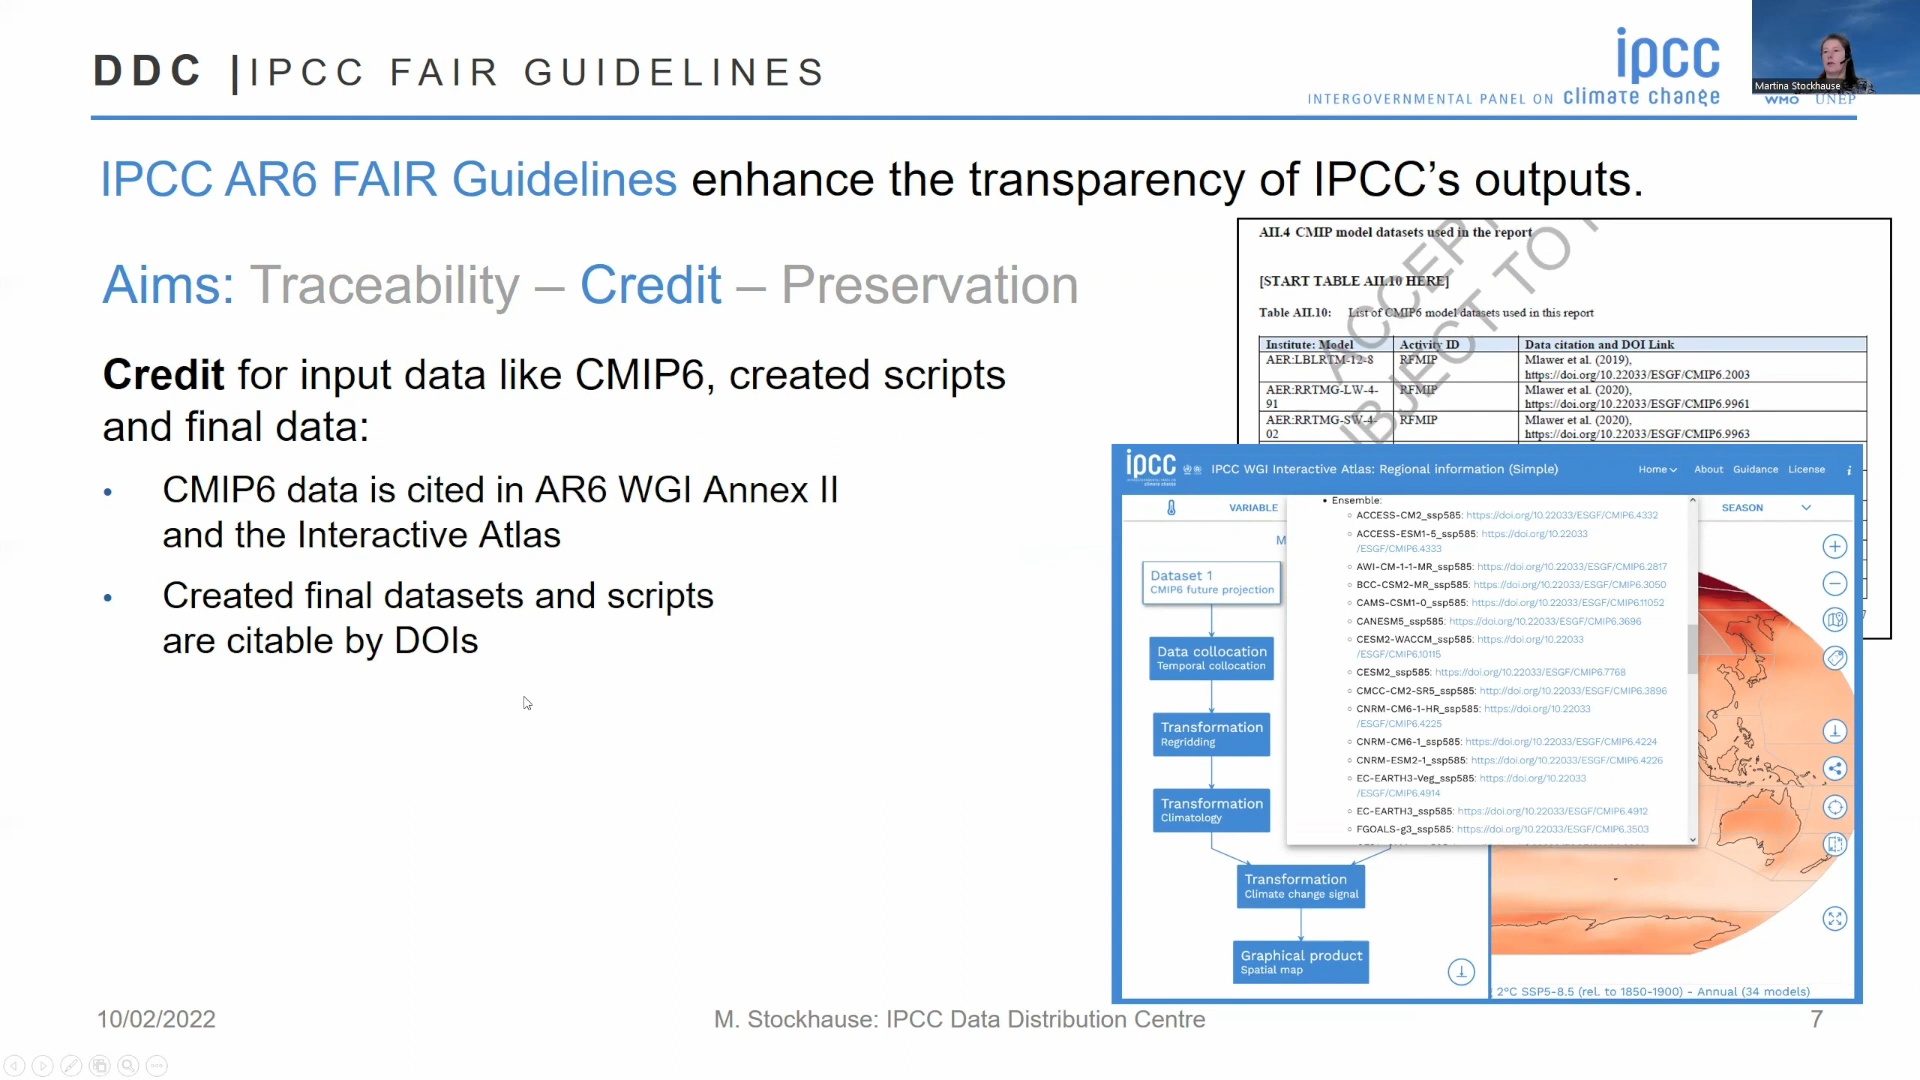 DDC |IPCC FAIR GUIDELINES
ipcc
INTERGOVERNMENTAL PANEL ON climate change
WMO UNEP
Martina Stockhause
IPCC AR6 FAIR Guidelines enhance the transparency of IPCC's outputs.
Aims: Traceability – Credit – Preservation
Credit for input data like CMIP6, created scripts
and final data:
• CMIP6 data is cited in AR6 WGI Annex II
and the Interactive Atlas
• Created final datasets and scripts
are citable by DOIs
AII.4 CMIP model datasets used in the report
[START TABLE AII.10 HERE]
Table AII.10: List of CMIP6 model datasets used in this report
Institute: Model Activity ID Data citation and DOI Link
AER:LBLRTM-12-8 RFMIP Mlawer et al. (2019),
https://doi.org/10.22033/ESGF/CMIP6.2003
AER:RRTMG-LW-4- RFMIP Mlawer et al. (2020),
91 https://doi.org/10.22033/ESGF/CMIP6.9961
AER:RRTMG-SW-4- RFMIP Mlawer et al. (2020),
02 https://doi.org/10.22033/ESGF/CMIP6.9963
ipcc
climate change
IPCC WGI Interactive Atlas: Regional information (Simple)
Home About Guidance License i
VARIABLE
SEASON
M
Dataset 1
CMIP6 future projection
Data collocation
Temporal collocation
Transformation
Regridding
Transformation
Climatology
Transformation
Climate change signal
Graphical product
Spatial map
• Ensemble:
○ ACCESS-CM2_ssp585: https://doi.org/10.22033/ESGF/CMIP6.4332
○ ACCESS-ESM1-5_ssp585: https://doi.org/10.22033
/ESGF/CMIP6.4333
○ AWI-CM-1-1-MR_ssp585: https://doi.org/10.22033/ESGF/CMIP6.2817
○ BCC-CSM2-MR_ssp585: https://doi.org/10.22033/ESGF/CMIP6.3050
○ CAMS-CSM1-0_ssp585: https://doi.org/10.22033/ESGF/CMIP6.11052
○ CANESM5_ssp585: https://doi.org/10.22033/ESGF/CMIP6.3696
○ CESM2-WACCM_ssp585: https://doi.org/10.22033
/ESGF/CMIP6.10115
○ CESM2_ssp585: https://doi.org/10.22033/ESGF/CMIP6.7768
○ CMCC-CM2-SR5_ssp585: http://doi.org/10.22033/ESGF/CMIP6.3896
○ CNRM-CM6-1-HR_ssp585: https://doi.org/10.22033
/ESGF/CMIP6.4225
○ CNRM-CM6-1_ssp585: https://doi.org/10.22033/ESGF/CMIP6.4224
○ CNRM-ESM2-1_ssp585: https://doi.org/10.22033/ESGF/CMIP6.4226
○ EC-EARTH3-Veg_ssp585: https://doi.org/10.22033
/ESGF/CMIP6.4914
○ EC-EARTH3_ssp585: https://doi.org/10.22033/ESGF/CMIP6.4912
○ FGOALS-g3_ssp585: https://doi.org/10.22033/ESGF/CMIP6.3503
2°C SSP5-8.5 (rel. to 1850-1900) - Annual (34 models)
10/02/2022
M. Stockhause: IPCC Data Distribution Centre
7